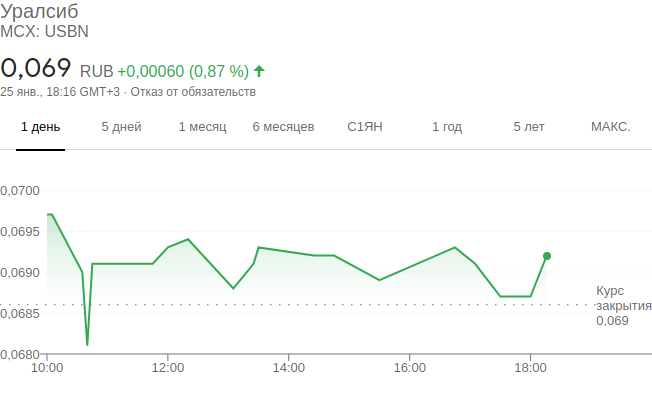 Уралсиб
MCX: USBN
0,069 RUB +0,00060 (0,87 %)
25 янв., 18:16 GMT+3 · Отказ от обязательств
1 день 5 дней 1 месяц 6 месяцев С1ЯН 1 год 5 лет МАКС.
0,0700
0,0695
0,0690
Курс
закрытия
0,0685
0,069
0,0680
10:00 12:00 14:00 16:00 18:00